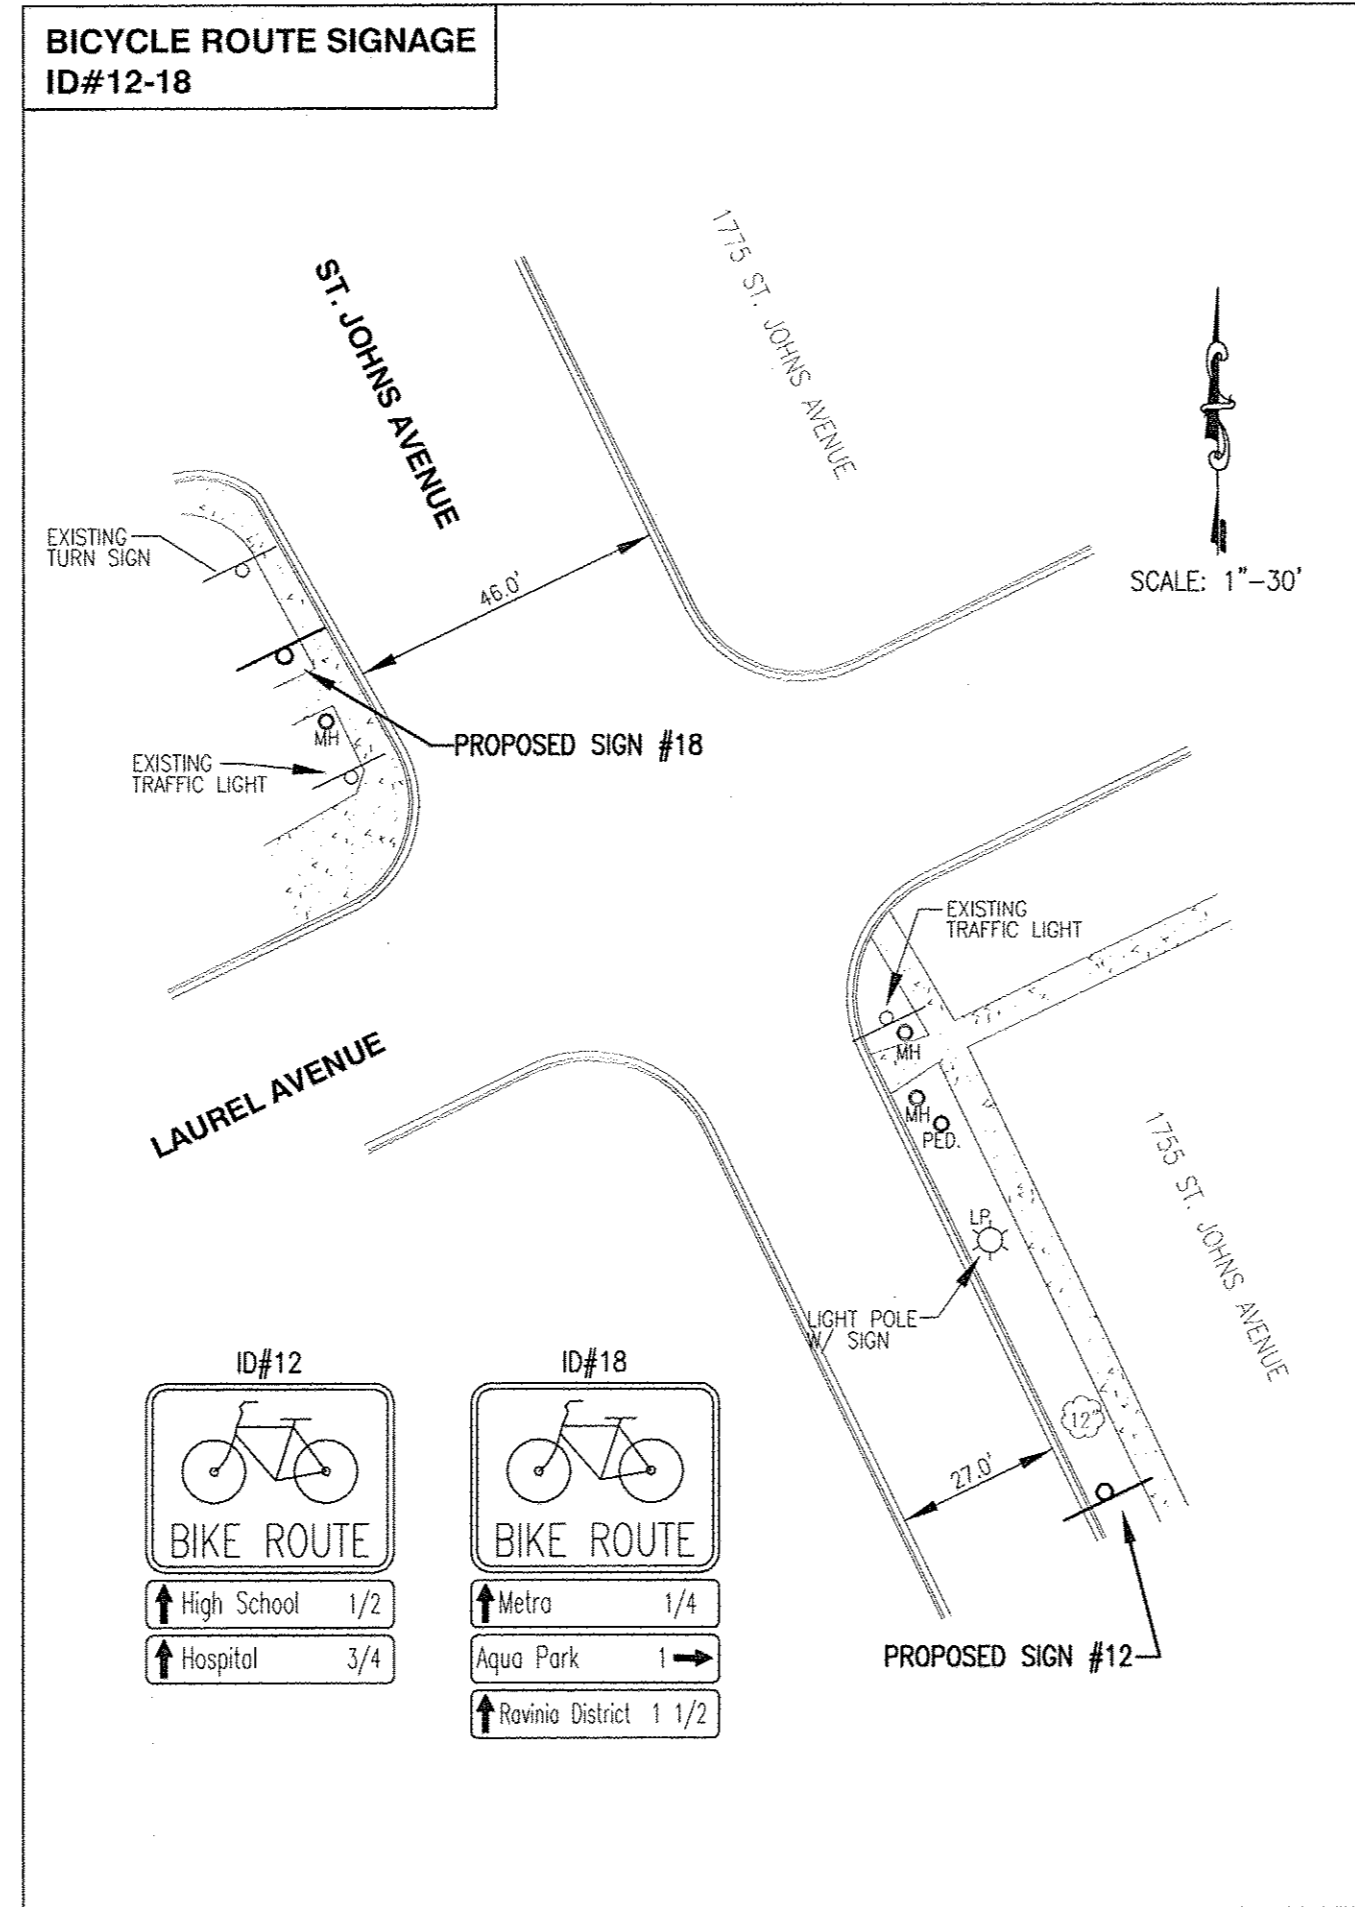 BICYCLE ROUTE SIGNAGE
ID#12-18
ST. JOHNS AVENUE
1775 ST. JOHNS AVENUE
SCALE: 1"-30'
EXISTING
TURN SIGN
46.0'
MH
PROPOSED SIGN #18
EXISTING
TRAFFIC LIGHT
EXISTING
TRAFFIC LIGHT
MH
LAUREL AVENUE
MH
PED.
1755 ST. JOHNS AVENUE
LP
LIGHT POLE
W/ SIGN
12"
27.0'
PROPOSED SIGN #12
ID#12
BIKE ROUTE
High School 1/2
Hospital 3/4
ID#18
BIKE ROUTE
Metra 1/4
Aqua Park 1
Ravinia District 1 1/2